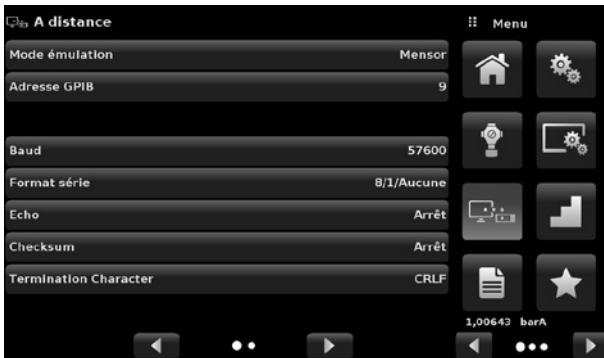 A distance
Mode émulation Mensor
Adresse GPIB 9
Baud 57600
Format série 8/1/Aucune
Echo Arrêt
Checksum Arrêt
Termination Character CRLF
Menu
1,00643 barA